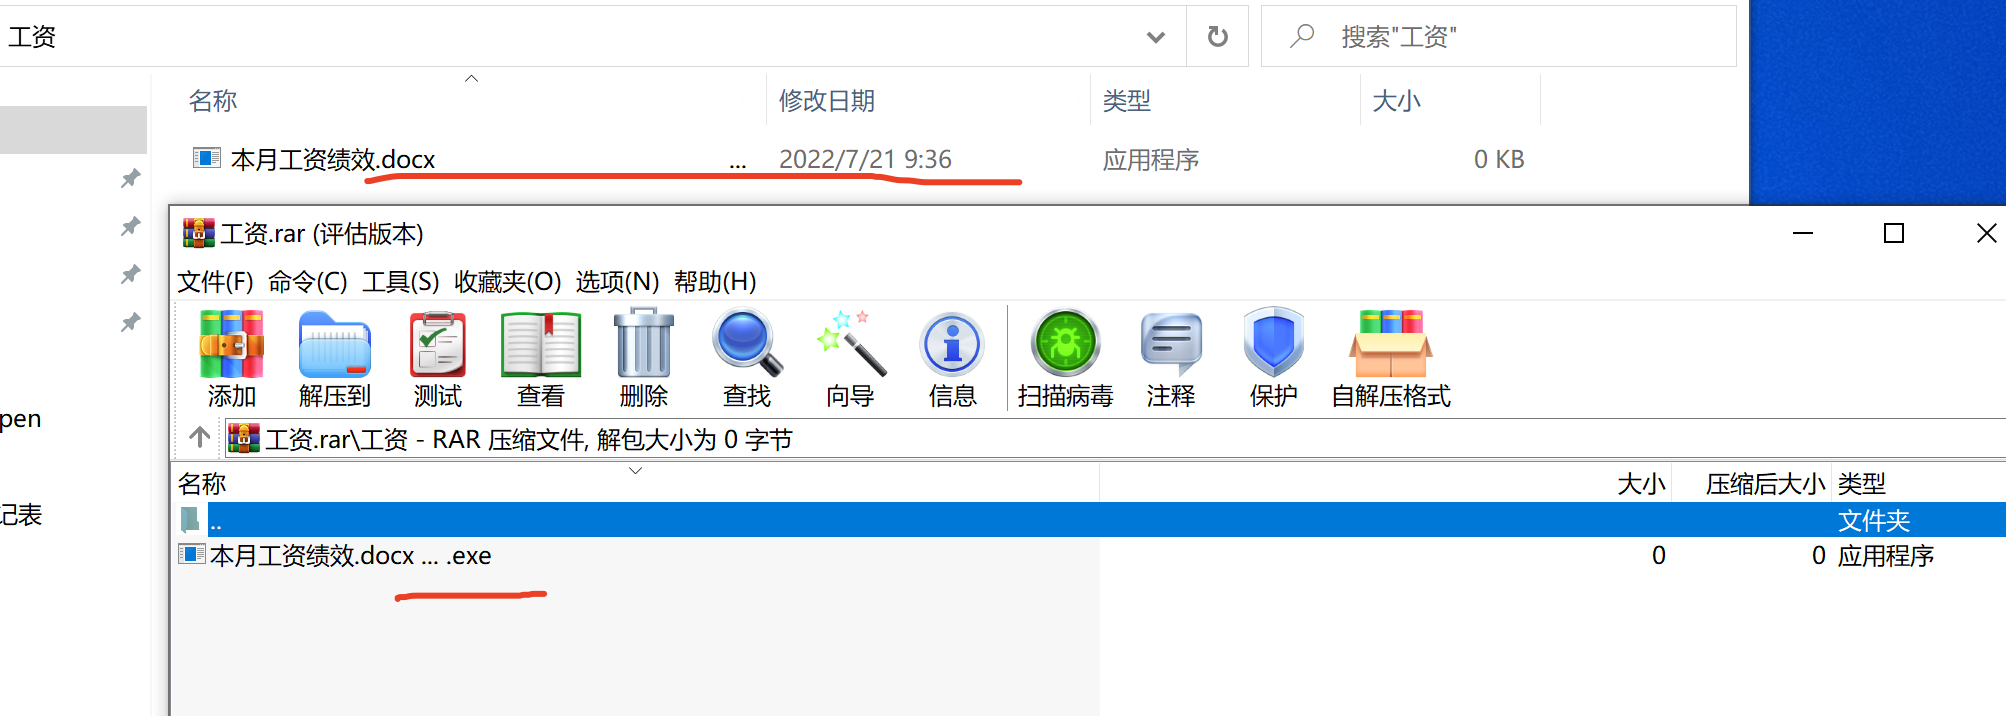 工资
搜索"工资"
名称 修改日期 类型 大小
本月工资绩效.docx ... 2022/7/21 9:36 应用程序 0 KB
工资.rar (评估版本)
文件(F) 命令(C) 工具(S) 收藏夹(O) 选项(N) 帮助(H)
添加 解压到 测试 查看 删除 查找 向导 信息 扫描病毒 注释 保护 自解压格式
pen
工资.rar\工资 - RAR 压缩文件, 解包大小为 0 字节
名称 大小 压缩后大小 类型
记表
.. 文件夹
本月工资绩效.docx ... .exe 0 0 应用程序